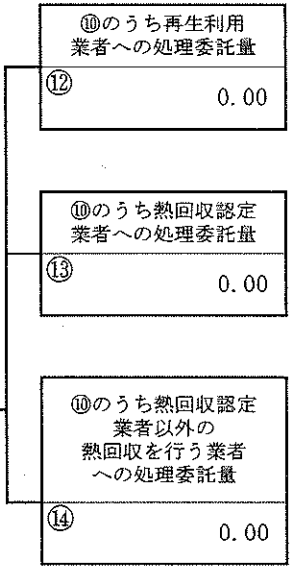 ⑩のうち再生利用
業者への処理委託量
⑫
0.00
⑩のうち熱回収認定
業者への処理委託量
⑬
0.00
⑩のうち熱回収認定
業者以外の
熱回収を行う業者
への処理委託量
⑭
0.00